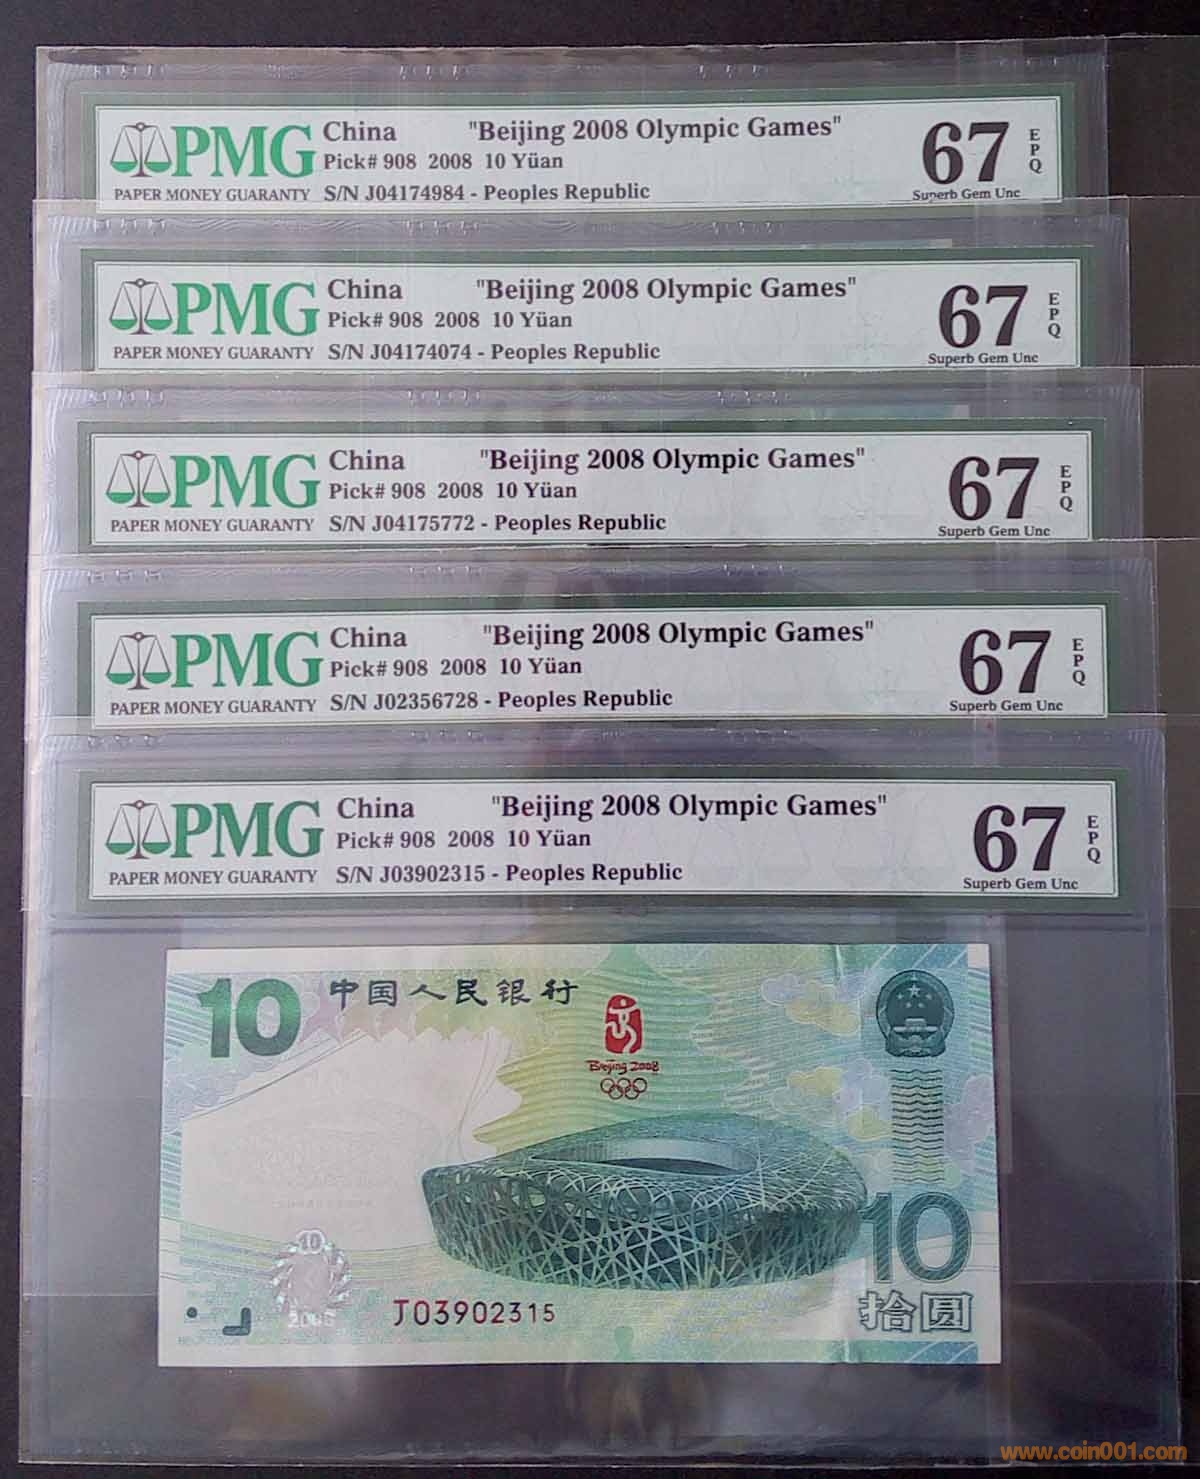 PMG
PAPER MONEY GUARANTY
China "Beijing 2008 Olympic Games"
Pick# 908 2008 10 Yüan
S/N J04174984 - Peoples Republic
67 EPQ
Superb Gem Unc
PMG
PAPER MONEY GUARANTY
China "Beijing 2008 Olympic Games"
Pick# 908 2008 10 Yüan
S/N J04174074 - Peoples Republic
67 EPQ
Superb Gem Unc
PMG
PAPER MONEY GUARANTY
China "Beijing 2008 Olympic Games"
Pick# 908 2008 10 Yüan
S/N J04175772 - Peoples Republic
67 EPQ
Superb Gem Unc
PMG
PAPER MONEY GUARANTY
China "Beijing 2008 Olympic Games"
Pick# 908 2008 10 Yüan
S/N J02356728 - Peoples Republic
67 EPQ
Superb Gem Unc
PMG
PAPER MONEY GUARANTY
China "Beijing 2008 Olympic Games"
Pick# 908 2008 10 Yüan
S/N J03902315 - Peoples Republic
67 EPQ
Superb Gem Unc
10 中国人民银行
Beijing 2008
10
10
2008
J03902315
拾圆
www.coin001.com